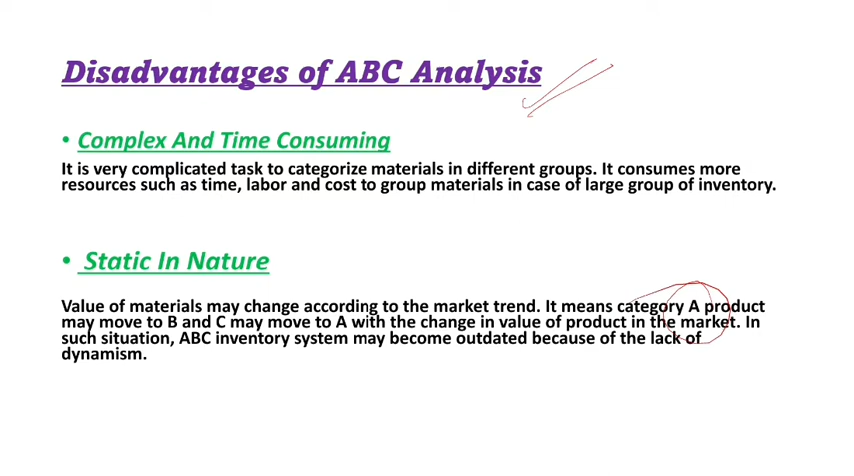 Disadvantages of ABC Analysis
• Complex And Time Consuming
It is very complicated task to categorize materials in different groups. It consumes more
resources such as time, labor and cost to group materials in case of large group of inventory.
• Static In Nature
Value of materials may change according to the market trend. It means category A product
may move to B and C may move to A with the change in value of product in the market. In
such situation, ABC inventory system may become outdated because of the lack of
dynamism.